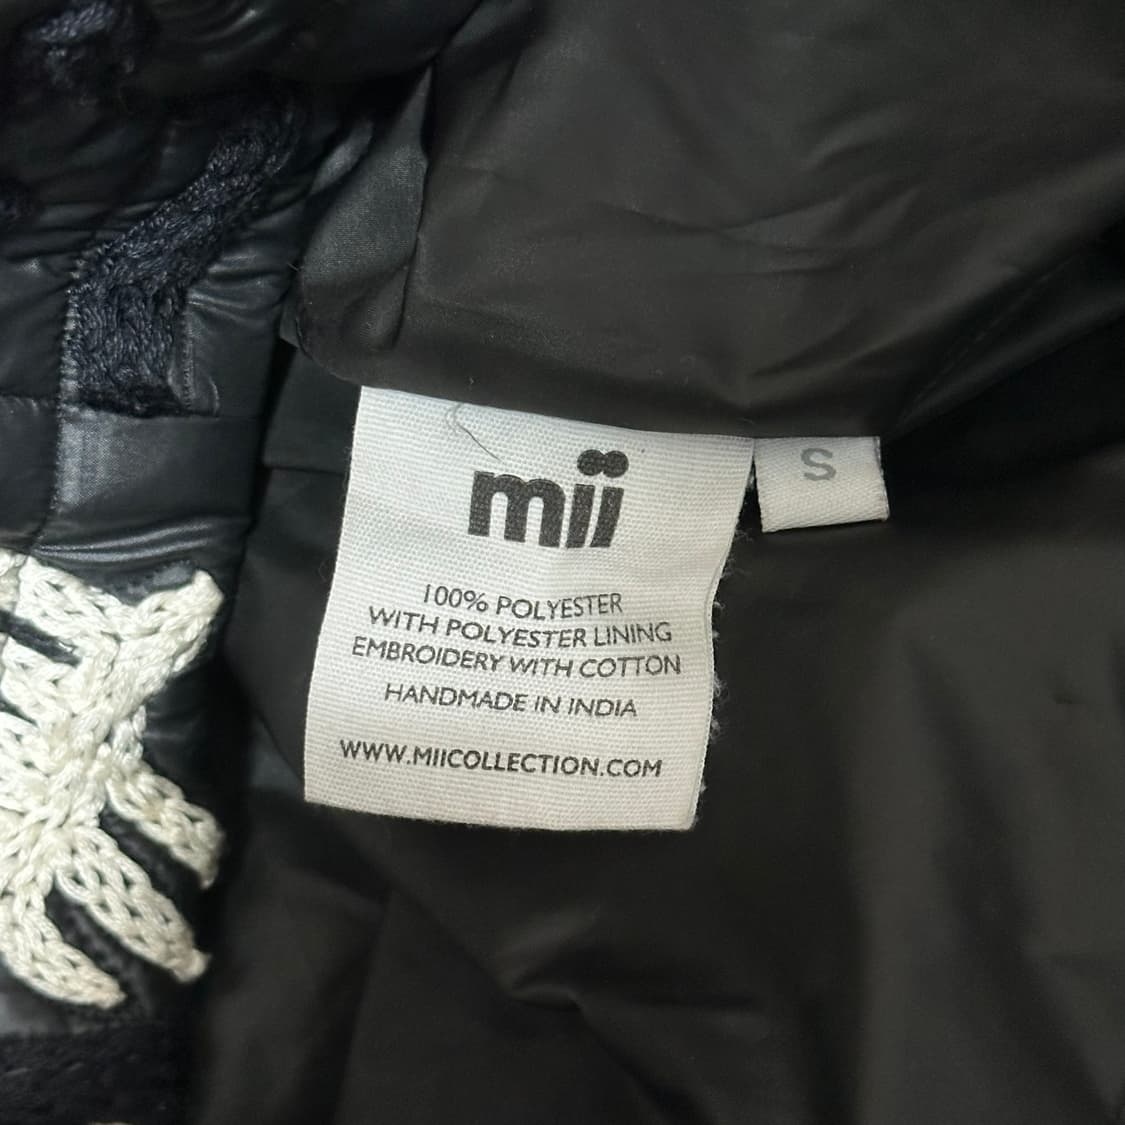 mii
S
100% POLYESTER
WITH POLYESTER LINING
EMBROIDERY WITH COTTON
HANDMADE IN INDIA
WWW.MIICOLLECTION.COM